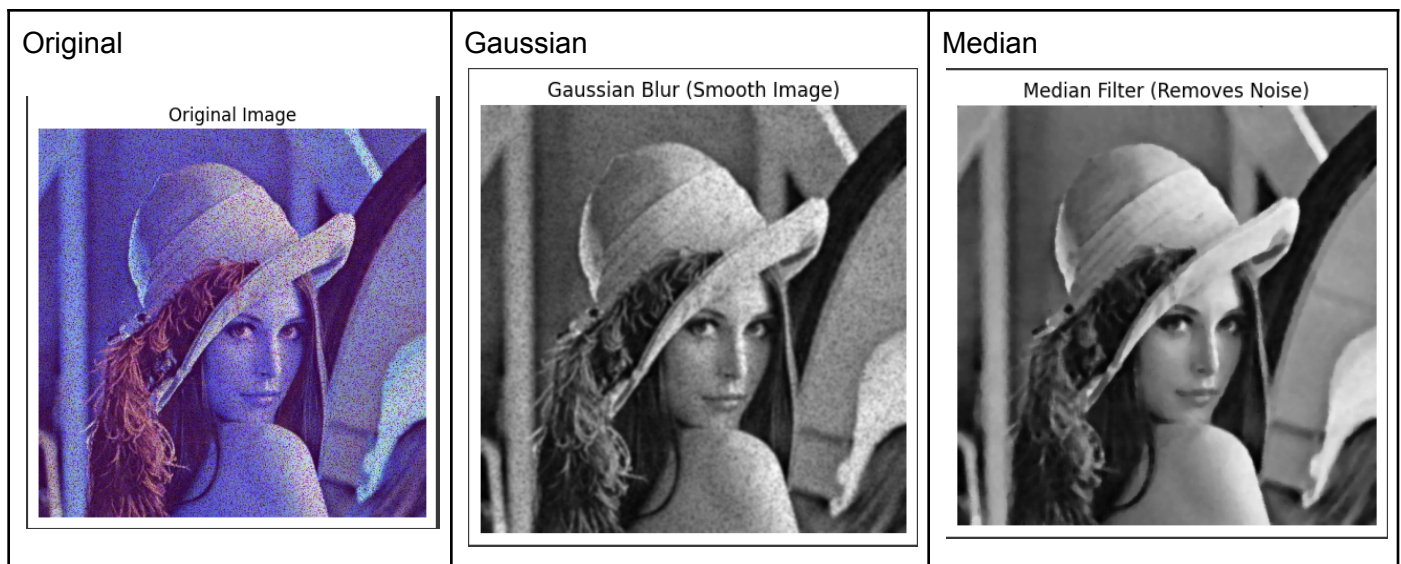 Original
Gaussian
Median
Original Image
Gaussian Blur (Smooth Image)
Median Filter (Removes Noise)